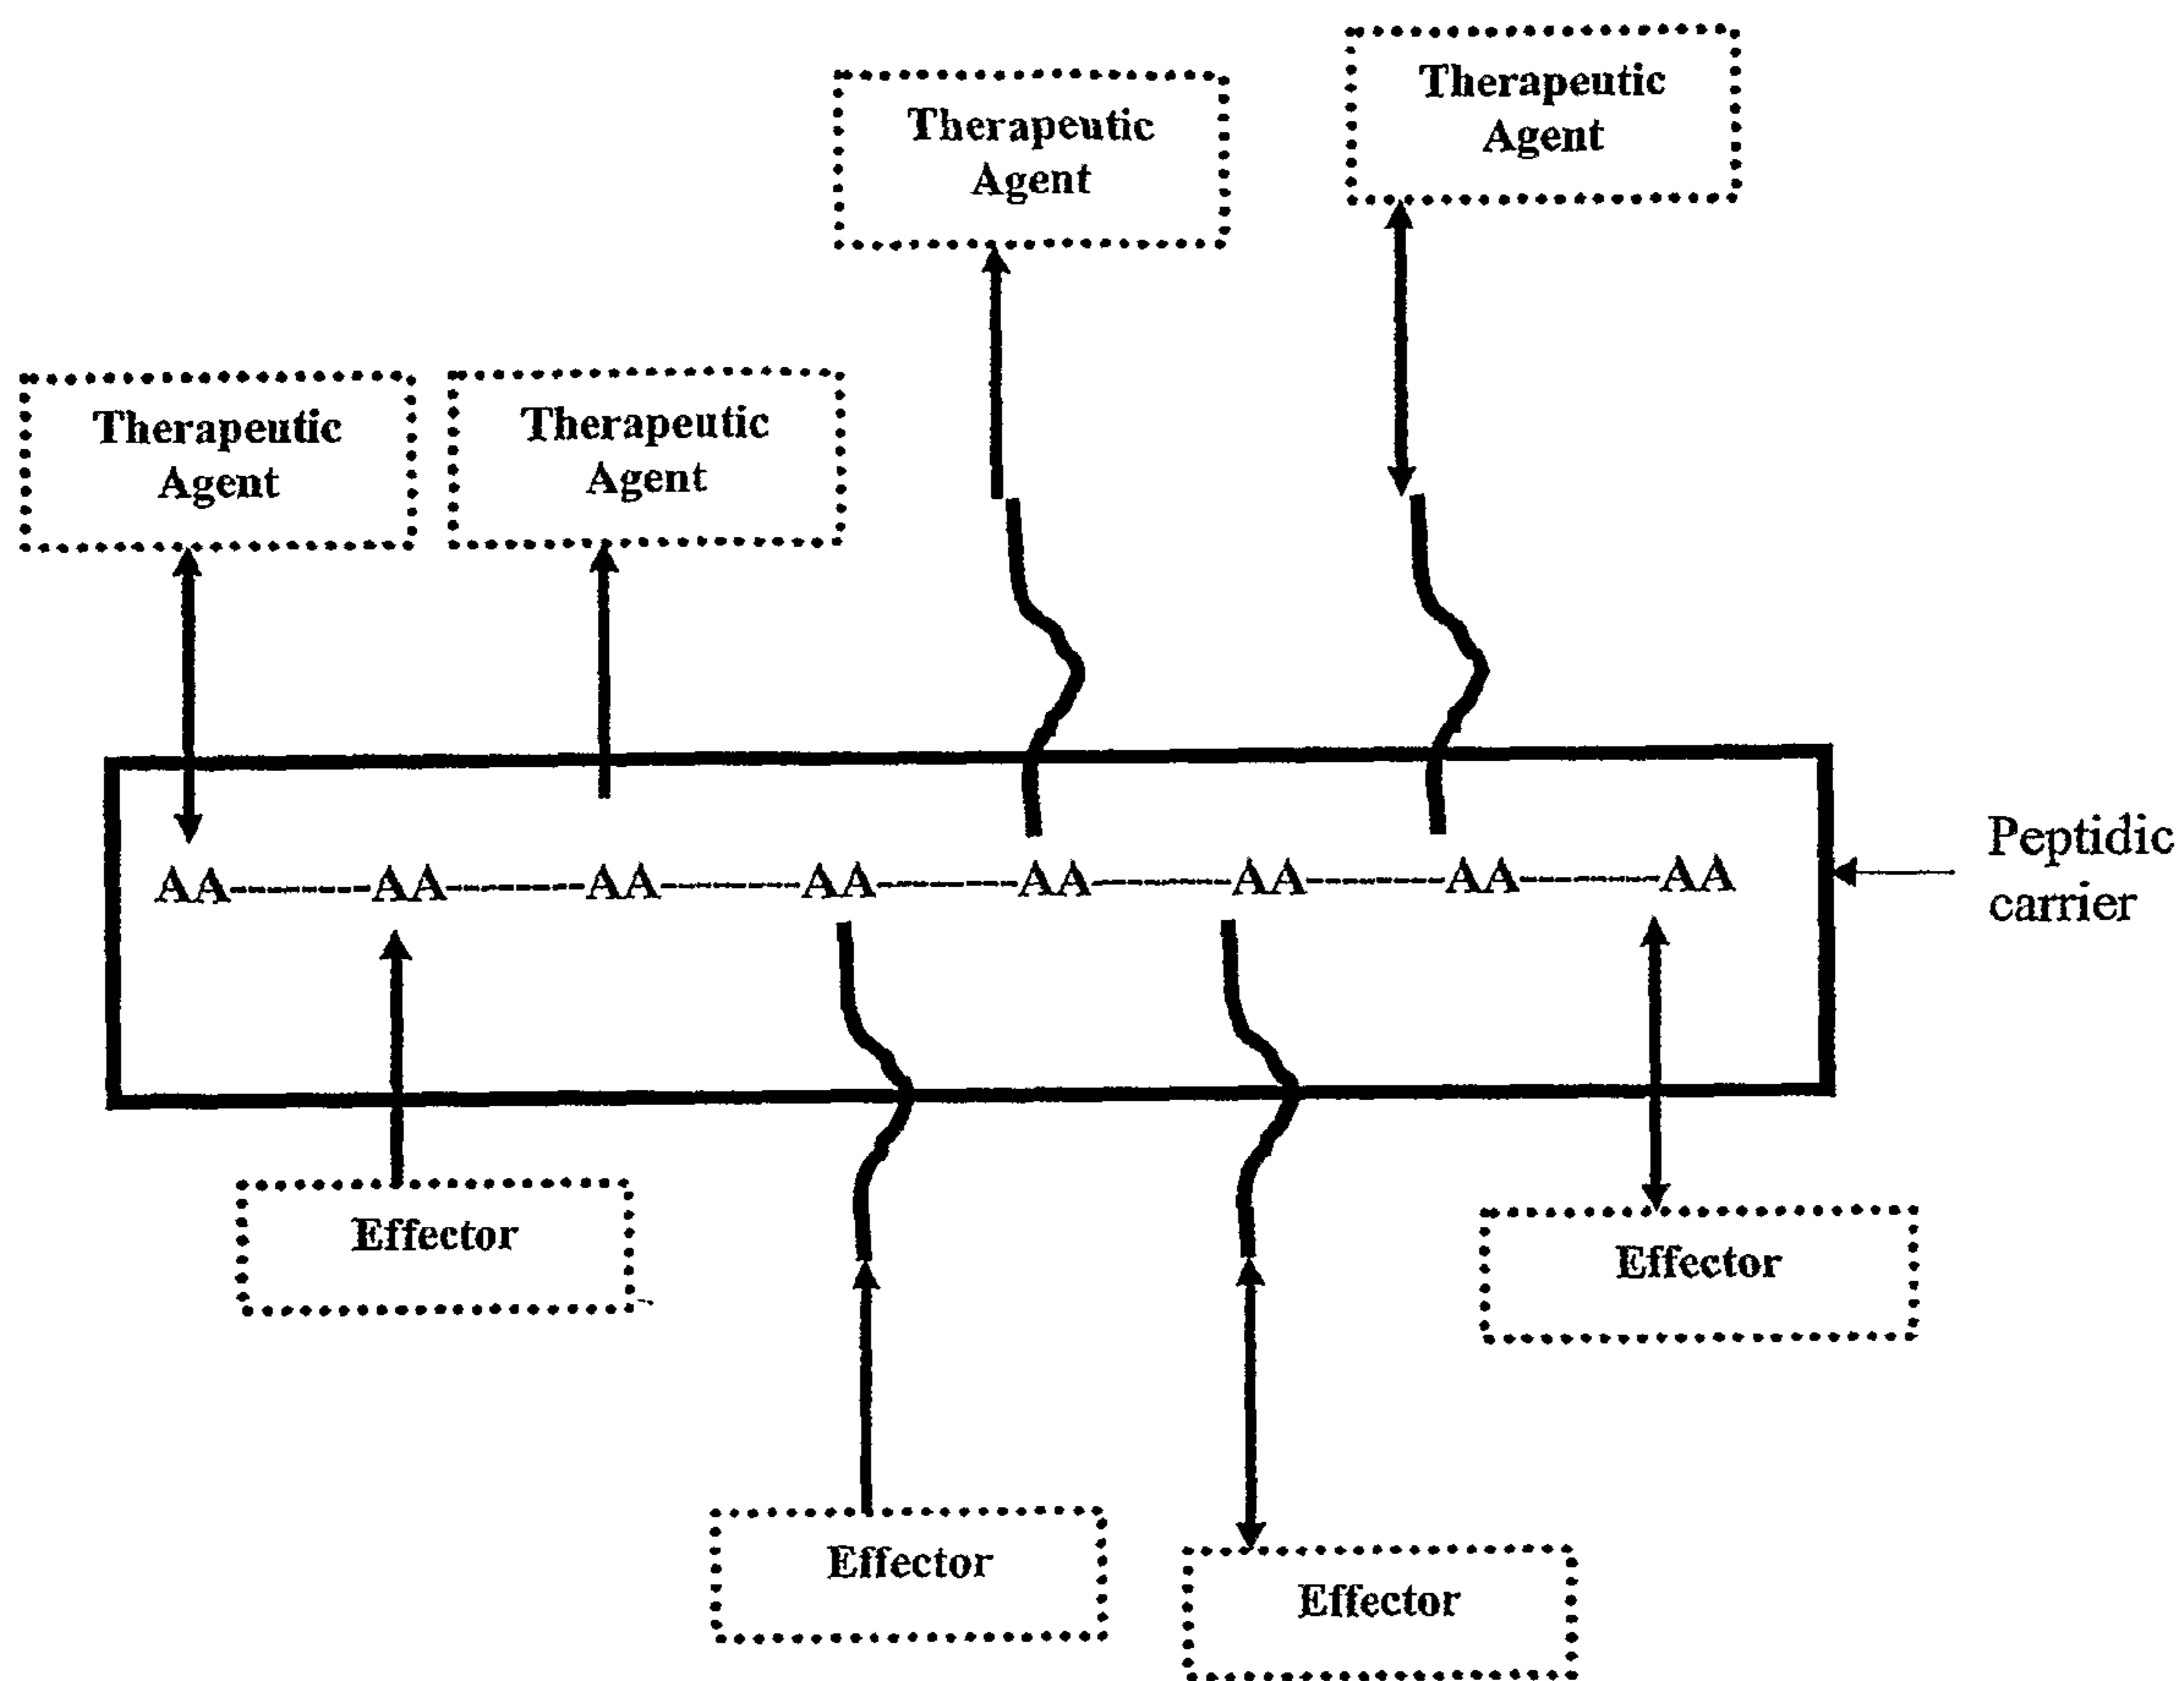 Therapeutic
Agent
Therapeutic
Agent
Therapeutic
Agent
Therapeutic
Agent
AA-------AA-------AA-------AA-------AA-------AA-------AA-------AA
Peptidic
carrier
Effector
Effector
Effector
Effector